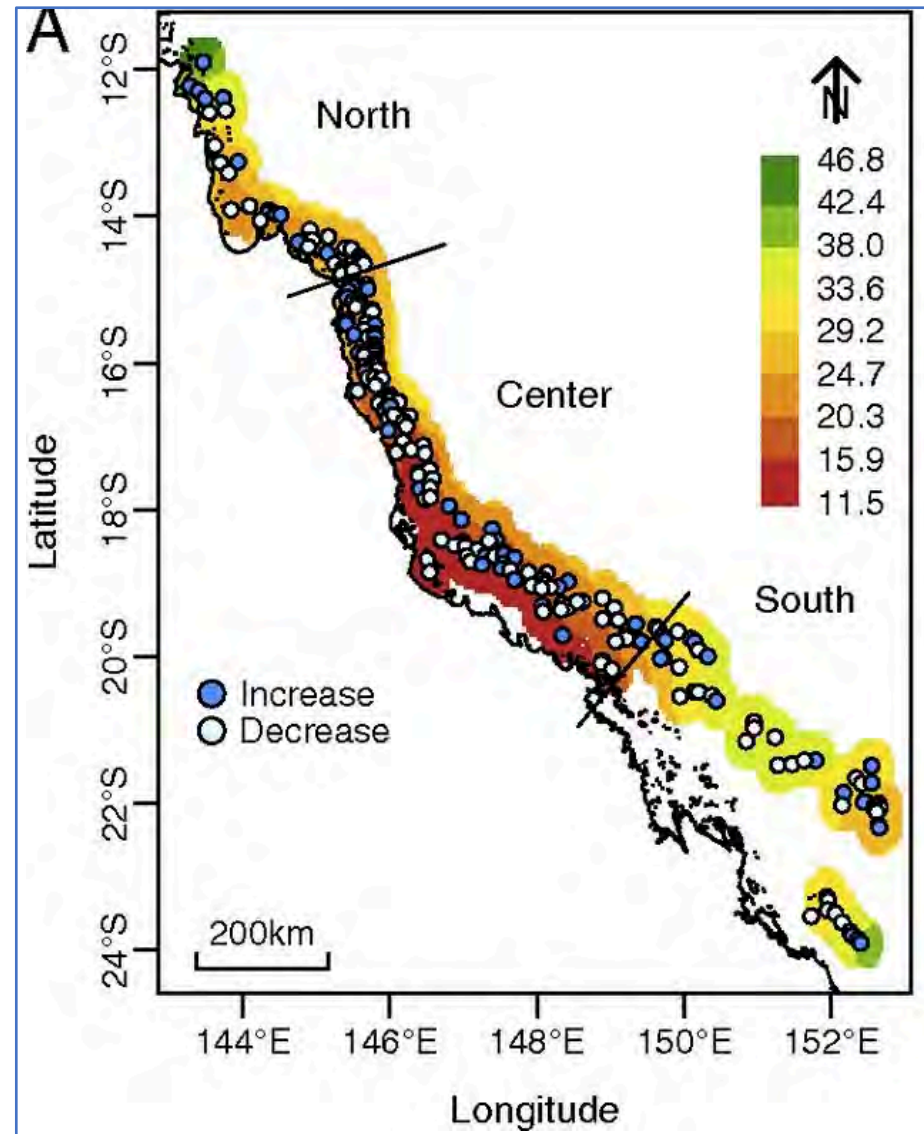 A
N
North
Center
South
46.8
42.4
38.0
33.6
29.2
24.7
20.3
15.9
11.5
Increase
Decrease
200km
12°S
14°S
16°S
18°S
20°S
22°S
24°S
Latitude
144°E 146°E 148°E 150°E 152°E
Longitude